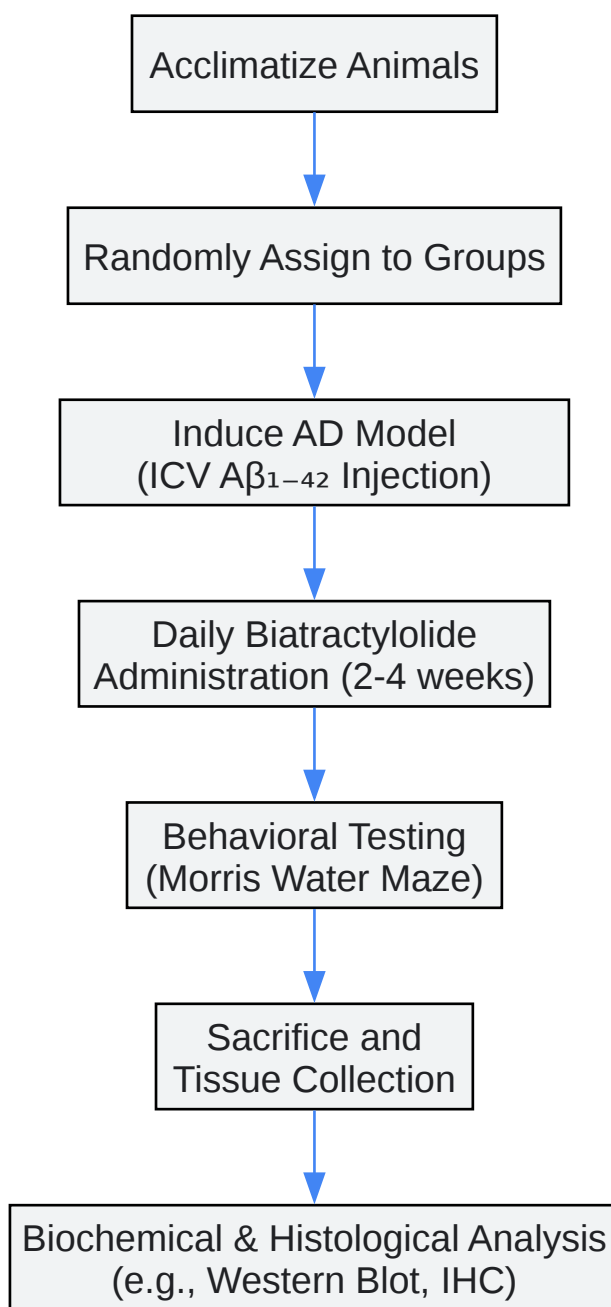 Acclimatize Animals
Randomly Assign to Groups
Induce AD Model
(ICV Aβ₁₋₄₂ Injection)
Daily Biatractylolide
Administration (2-4 weeks)
Behavioral Testing
(Morris Water Maze)
Sacrifice and
Tissue Collection
Biochemical & Histological Analysis
(e.g., Western Blot, IHC)